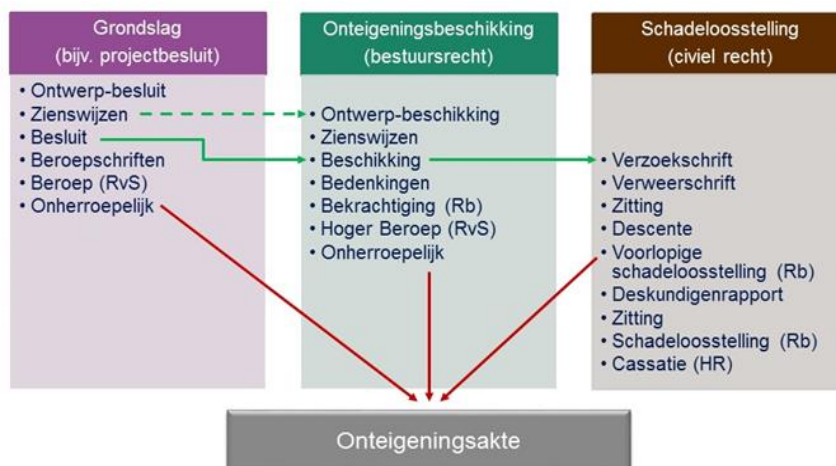 Grondslag
(bijv. projectbesluit)
• Ontwerp-besluit
• Zienswijzen
• Besluit
• Beroepschriften
• Beroep (RvS)
• Onherroepelijk
Onteigeningsbeschikking
(bestuursrecht)
• Ontwerp-beschikking
• Zienswijzen
• Beschikking
• Bedenkingen
• Bekrachtiging (Rb)
• Hoger Beroep (RvS)
• Onherroepelijk
Schadeloosstelling
(civiel recht)
• Verzoekschrift
• Verweerschrift
• Zitting
• Descente
• Voorlopige
schadeloosstelling (Rb)
• Deskundigenrapport
• Zitting
• Schadeloosstelling (Rb)
• Cassatie (HR)
Onteigeningsakte